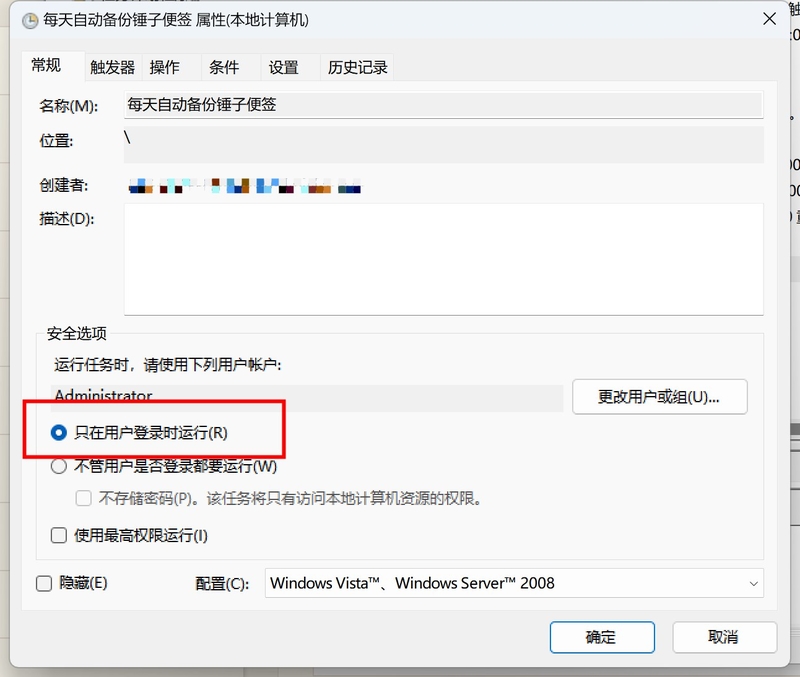 每天自动备份锤子便签 属性(本地计算机)
常规 触发器 操作 条件 设置 历史记录
名称(M): 每天自动备份锤子便签
位置: \
创建者:
描述(D):
安全选项
运行任务时，请使用下列用户帐户:
Administrator
更改用户或组(U)...
只在用户登录时运行(R)
不管用户是否登录都要运行(W)
不存储密码(P)。该任务将只有访问本地计算机资源的权限。
使用最高权限运行(I)
隐藏(E) 配置(C): Windows Vista™、Windows Server™ 2008
确定 取消